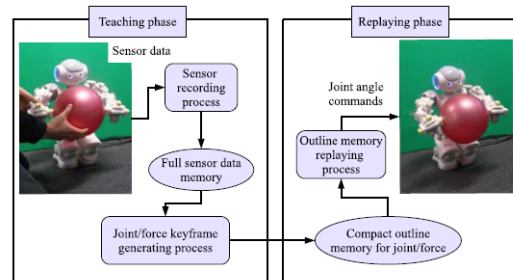 Teaching phase
Replaying phase
Sensor data
Sensor
recording
process
Full sensor data
memory
Joint/force keyframe
generating process
Joint angle
commands
Outline memory
replaying
process
Compact outline
memory for joint/force